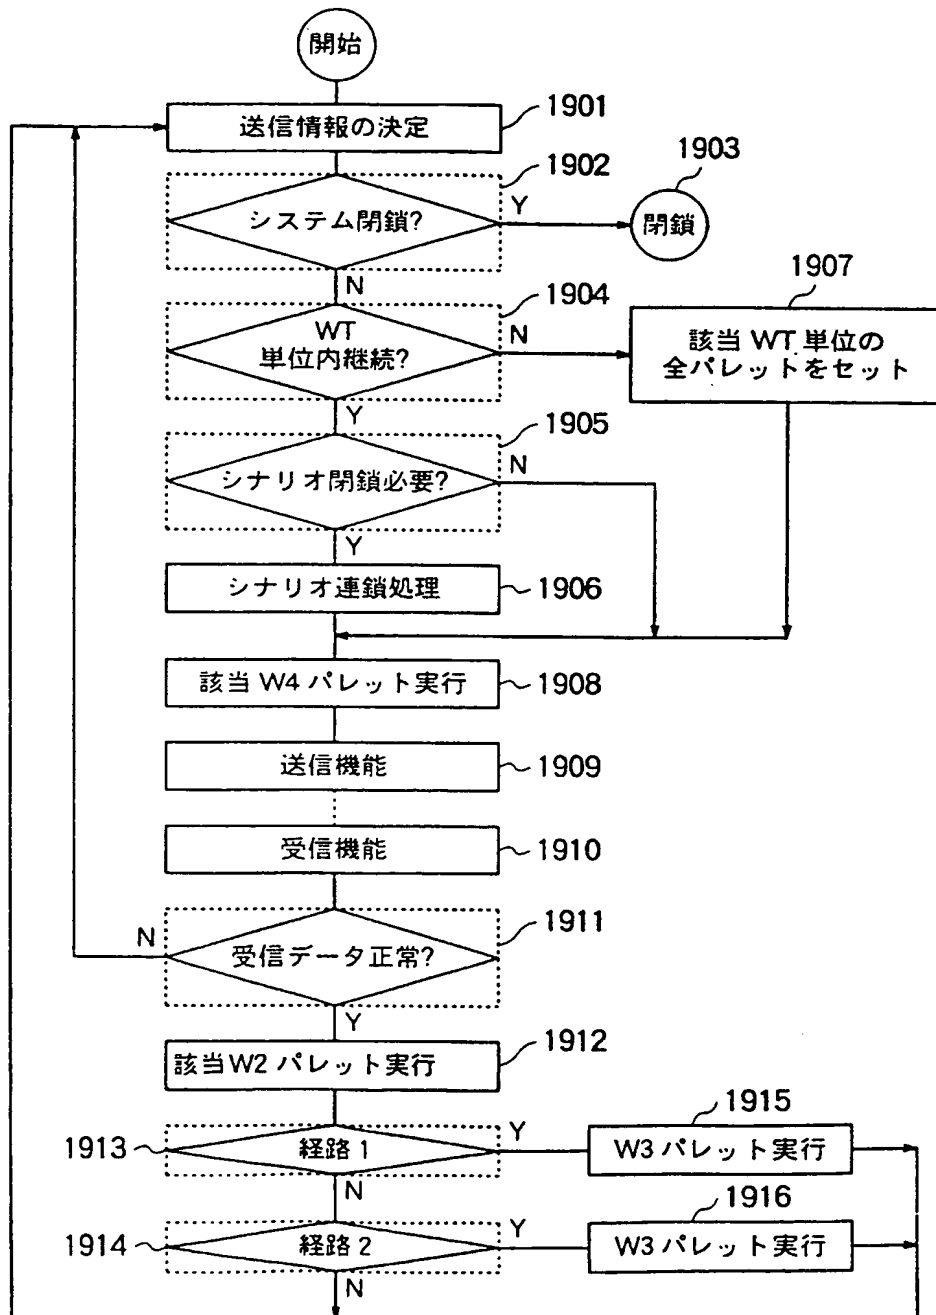 開始
送信情報の決定
1901
1902
1903
システム閉鎖?
Y
閉鎖
N
1904
1907
WT
単位内継続?
N
該当 WT 単位の
全パレットをセット
Y
1905
シナリオ閉鎖必要?
N
Y
シナリオ連鎖処理
1906
該当 W4 パレット実行
1908
送信機能
1909
受信機能
1910
1911
N
受信データ正常?
Y
該当W2 パレット実行
1912
1913
経路 1
Y
1915
W3 パレット実行
N
1914
経路 2
Y
1916
W3 パレット実行
N